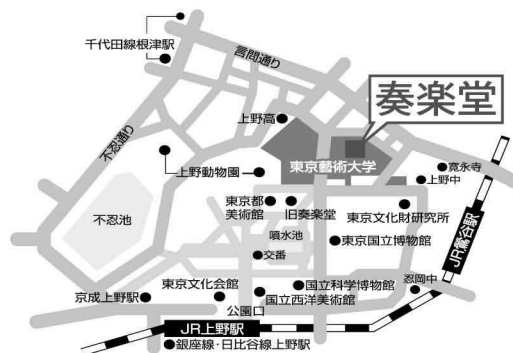 千代田線根津駅
言問通り
不忍通り
上野高
奏楽堂
東京藝術大学
寛永寺
上野中
上野動物園
東京都
美術館
旧奏楽堂
東京文化財研究所
不忍池
噴水池
東京国立博物館
交番
JR鶯谷駅
忍岡中
国立科学博物館
京成上野駅
東京文化会館
国立西洋美術館
公園口
JR上野駅
銀座線・日比谷線上野駅